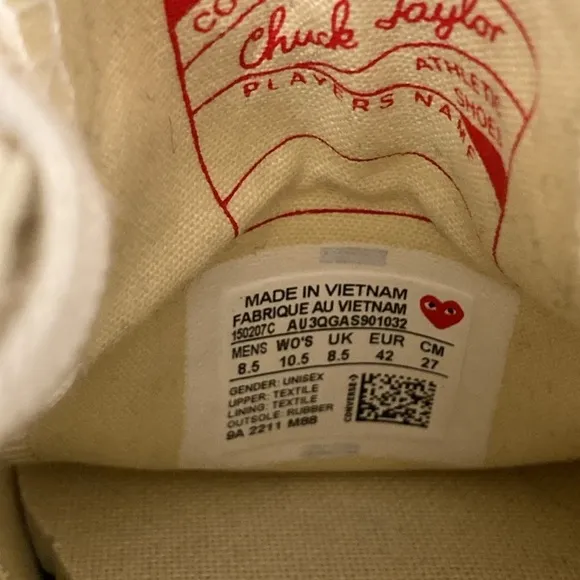 CO
Chuck Taylor
ATHLETIC
SHOES
PLAYERS NAME
MADE IN VIETNAM
FABRIQUE AU VIETNAM
150207C AU3QGAS901032
MENS WO'S UK EUR CM
8.5 10.5 8.5 42 27
GENDER: UNISEX
UPPER: TEXTILE
LINING: TEXTILE
OUTSOLE: RUBBER
9A 2211 M88
CONVERSE